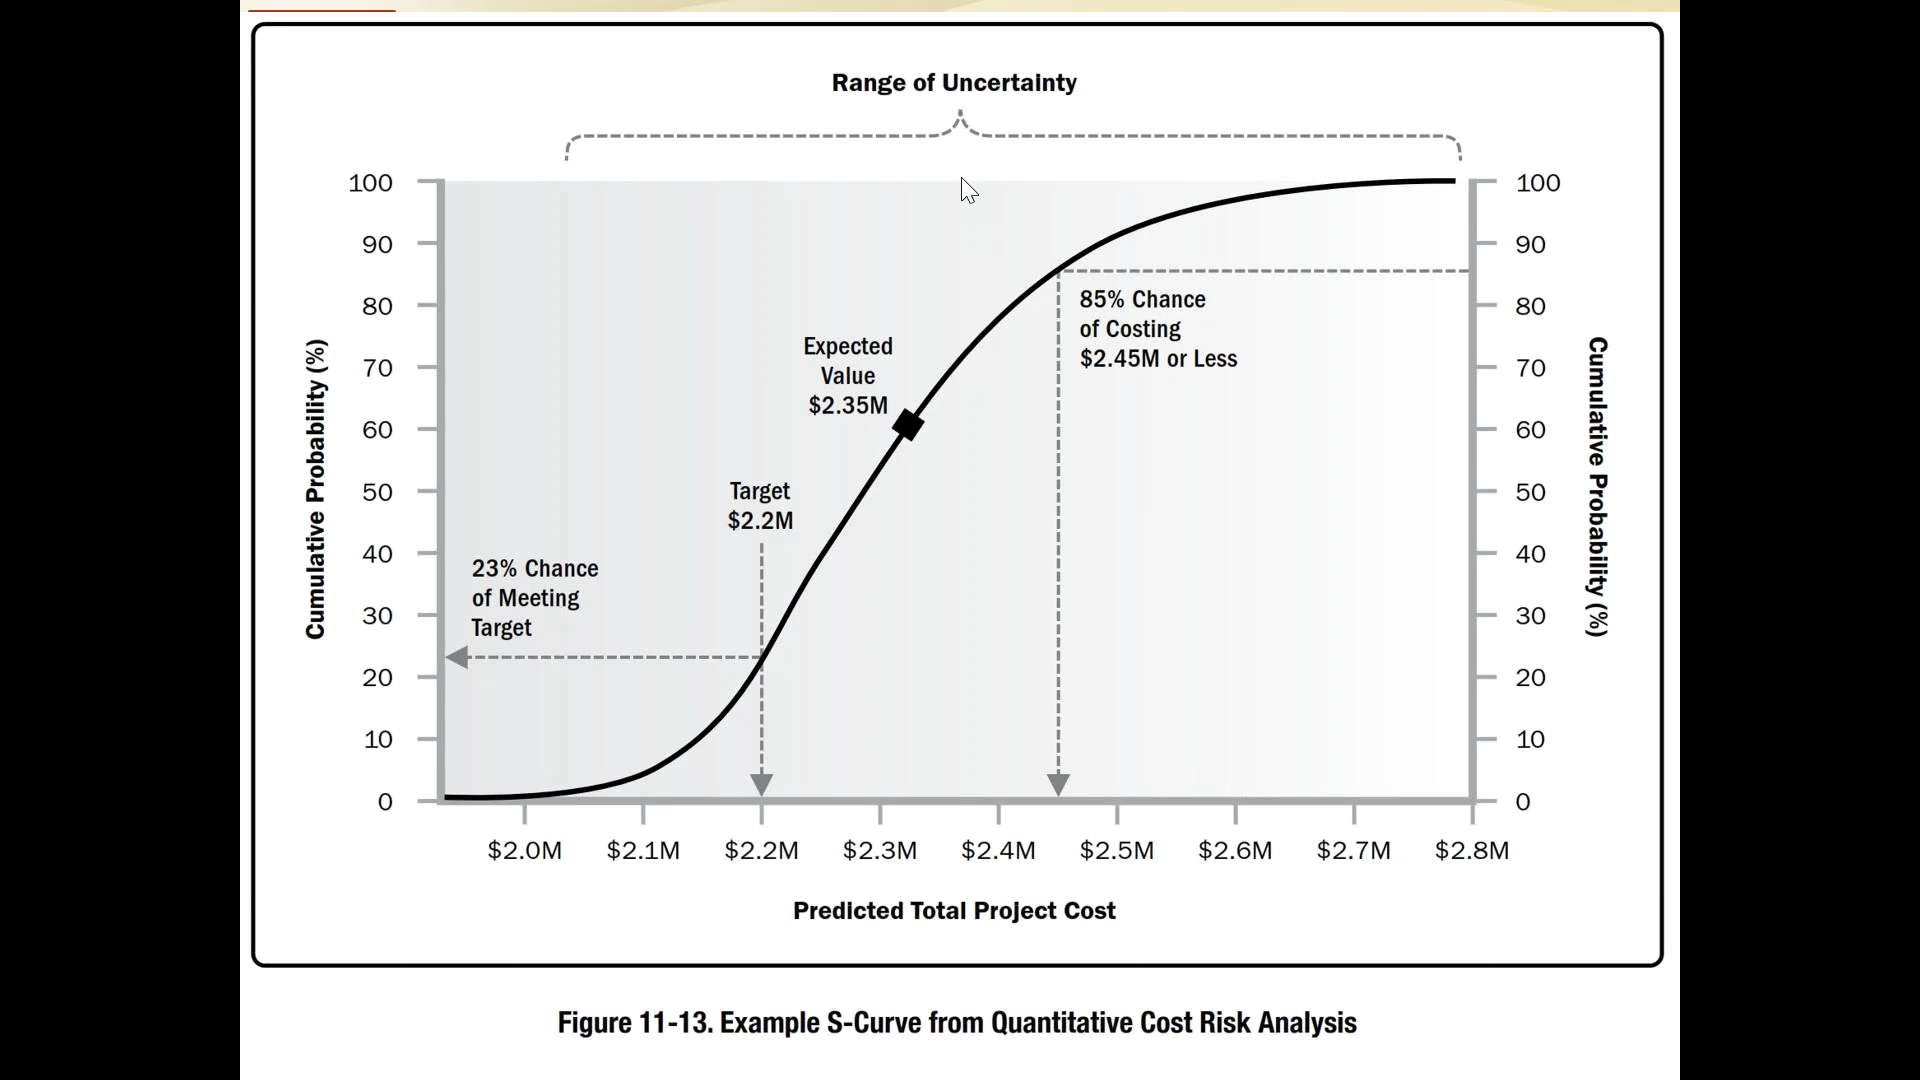 Range of Uncertainty
100
90
80
70
60
50
40
30
20
10
0
Cumulative Probability (%)
Expected
Value
$2.35M
Target
$2.2M
23% Chance
of Meeting
Target
85% Chance
of Costing
$2.45M or Less
100
90
80
70
60
50
40
30
20
10
0
Cumulative Probability (%)
$2.0M $2.1M $2.2M $2.3M $2.4M $2.5M $2.6M $2.7M $2.8M
Predicted Total Project Cost
Figure 11-13. Example S-Curve from Quantitative Cost Risk Analysis